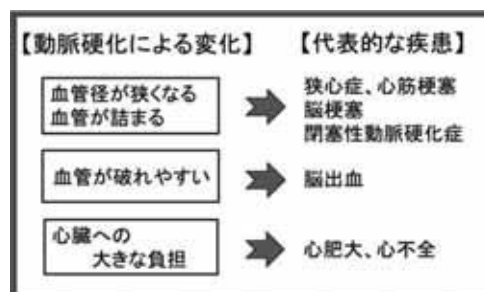 【動脈硬化による変化】 【代表的な疾患】
血管径が狭くなる
血管が詰まる
狭心症、心筋梗塞
脳梗塞
閉塞性動脈硬化症
血管が破れやすい
脳出血
心臓への
大きな負担
心肥大、心不全